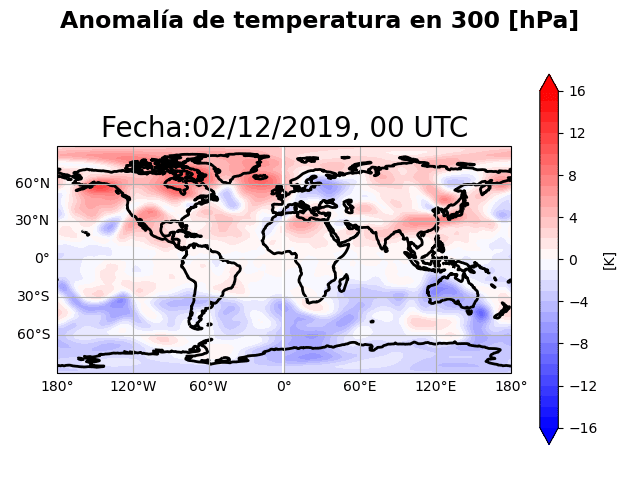 Anomalía de temperatura en 300 [hPa]
Fecha:02/12/2019, 00 UTC
60°N
30°N
0°
30°S
60°S
180° 120°W 60°W 0° 60°E 120°E 180°
16
12
8
4
0
−4
−8
−12
−16
[K]